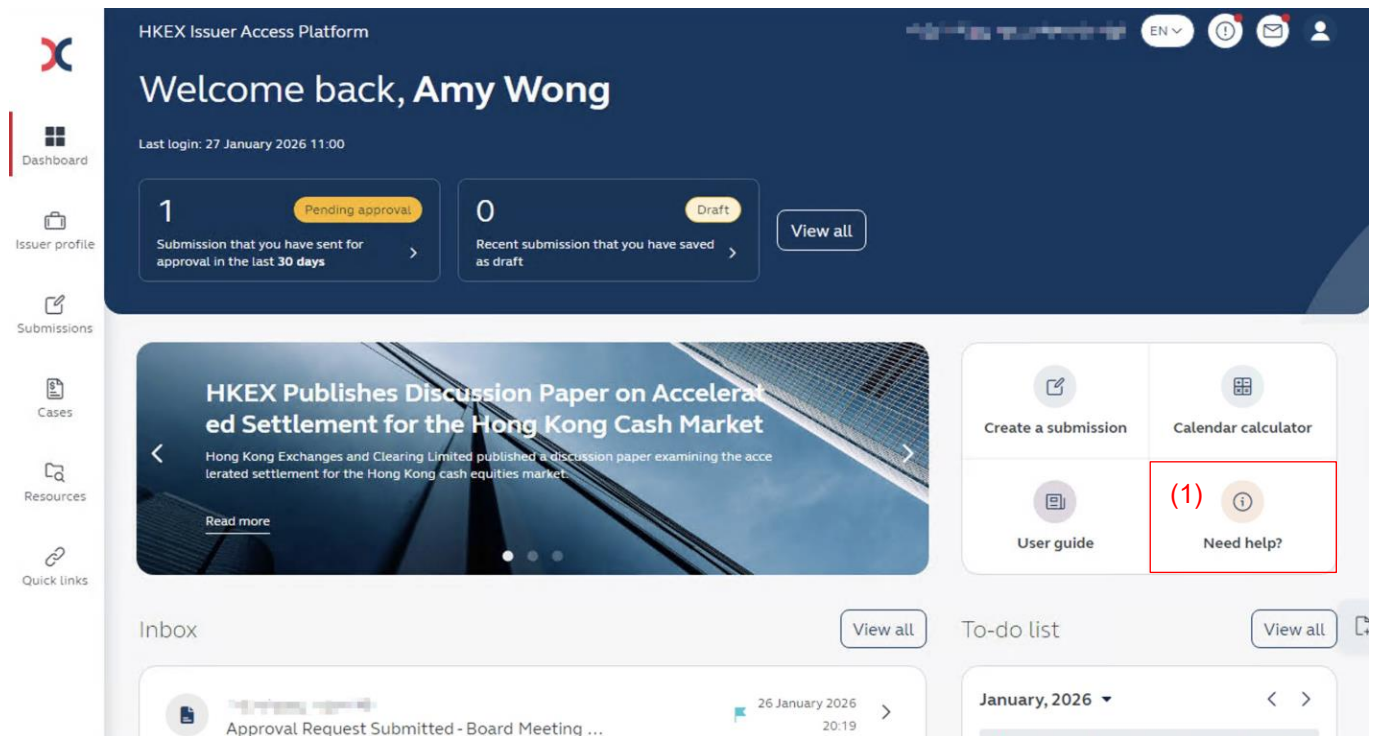 HKEX Issuer Access Platform
EN
Welcome back, Amy Wong
Last login: 27 January 2026 11:00
Dashboard
Issuer profile
Submissions
Cases
Resources
Quick links
1
Pending approval
Submission that you have sent for
approval in the last 30 days
0
Draft
Recent submission that you have saved
as draft
View all
HKEX Publishes Discussion Paper on Accelerat
ed Settlement for the Hong Kong Cash Market
Hong Kong Exchanges and Clearing Limited published a discussion paper examining the acce
lerated settlement for the Hong Kong cash equities market.
Read more
Create a submission
Calendar calculator
User guide
(1)
Need help?
Inbox
View all
To-do list
View all
26 January 2026
20:19
Approval Request Submitted - Board Meeting ...
January, 2026